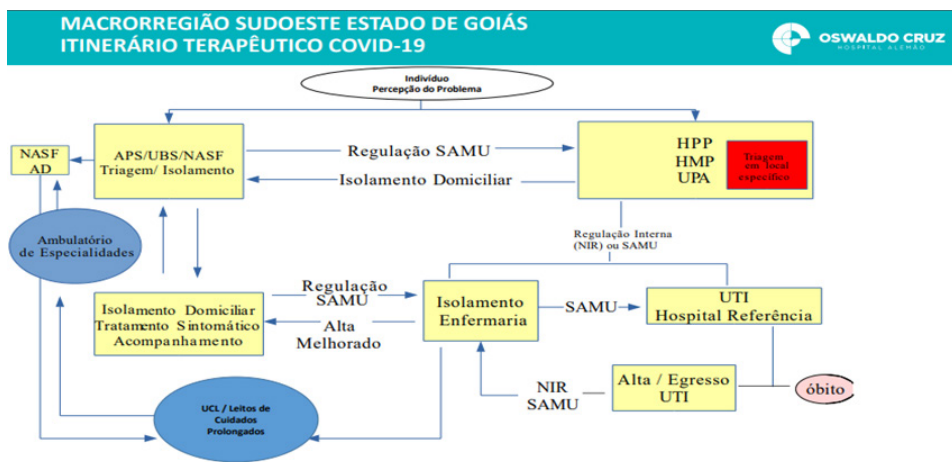 MACRORREGIÃO SUDOESTE ESTADO DE GOIÁS
ITINERÁRIO TERAPÊUTICO COVID-19
OSWALDO CRUZ
HOSPITAL ALEMÃO
Indivíduo
Percepção do Problema
NASF
AD
APS/UBS/NASF
Triagem/ Isolamento
Regulação SAMU
Isolamento Domiciliar
HPP
HMP
UPA
Triagem
em local
específico
Ambulatório
de Especialidades
Regulação Interna
(NIR) ou SAMU
Isolamento Domiciliar
Tratamento Sintomático
Acompanhamento
Regulação
SAMU
Alta
Melhorado
Isolamento
Enfermaria
SAMU
UTI
Hospital Referência
UCL / Leitos de
Cuidados
Prolongados
NIR
SAMU
Alta / Egresso
UTI
óbito